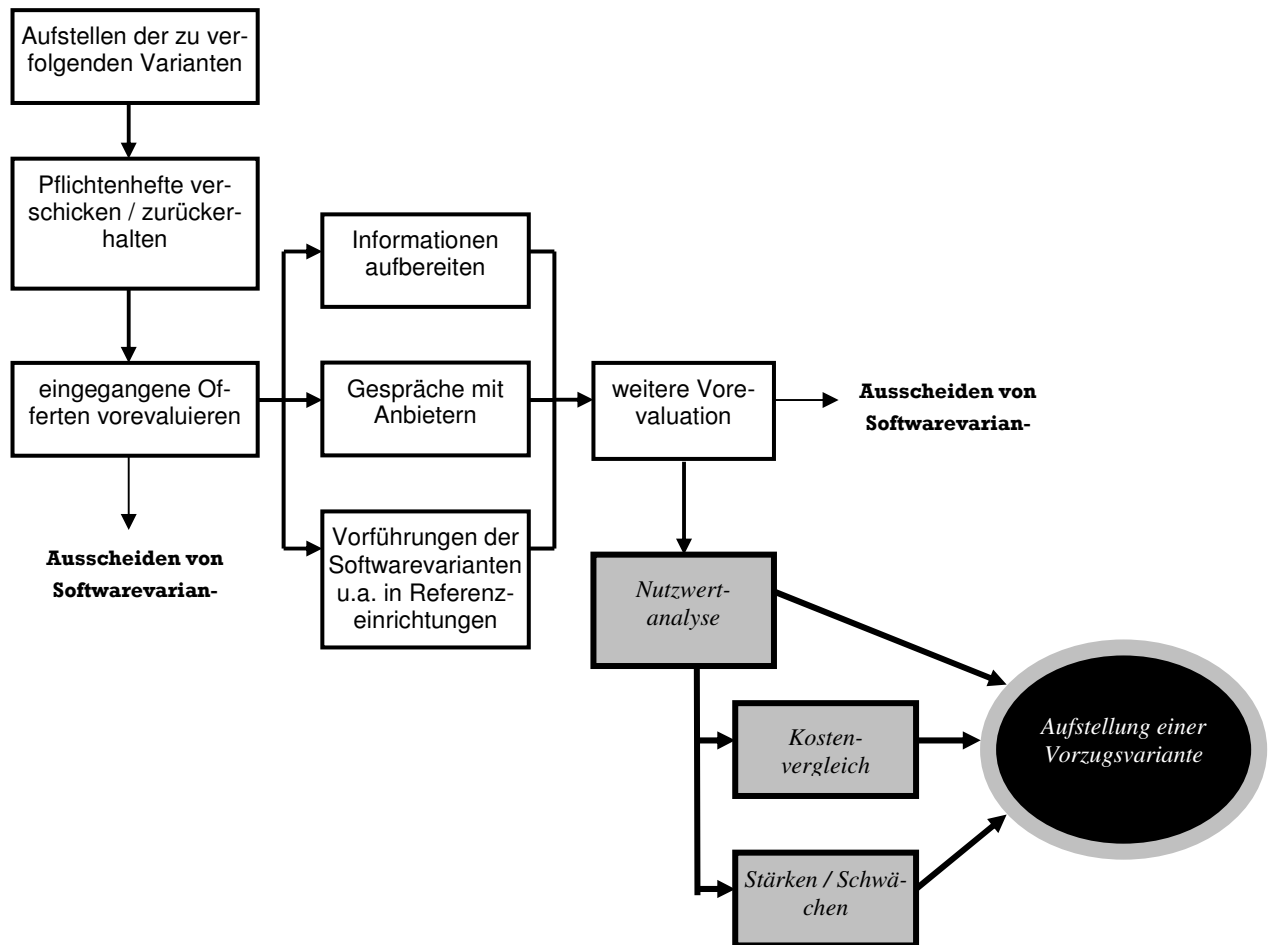 Aufstellen der zu ver-
folgenden Varianten
Pflichtenhefte ver-
schicken / zurücker-
halten
eingegangene Of-
ferten vorevaluieren
Ausscheiden von
Softwarevarian-
Informationen
aufbereiten
Gespräche mit
Anbietern
Vorführungen der
Softwarevarianten
u.a. in Referenz-
einrichtungen
weitere Vore-
valuation
Ausscheiden von
Softwarevarian-
Nutzwert-
analyse
Kosten-
vergleich
Stärken / Schwä-
chen
Aufstellung einer
Vorzugsvariante